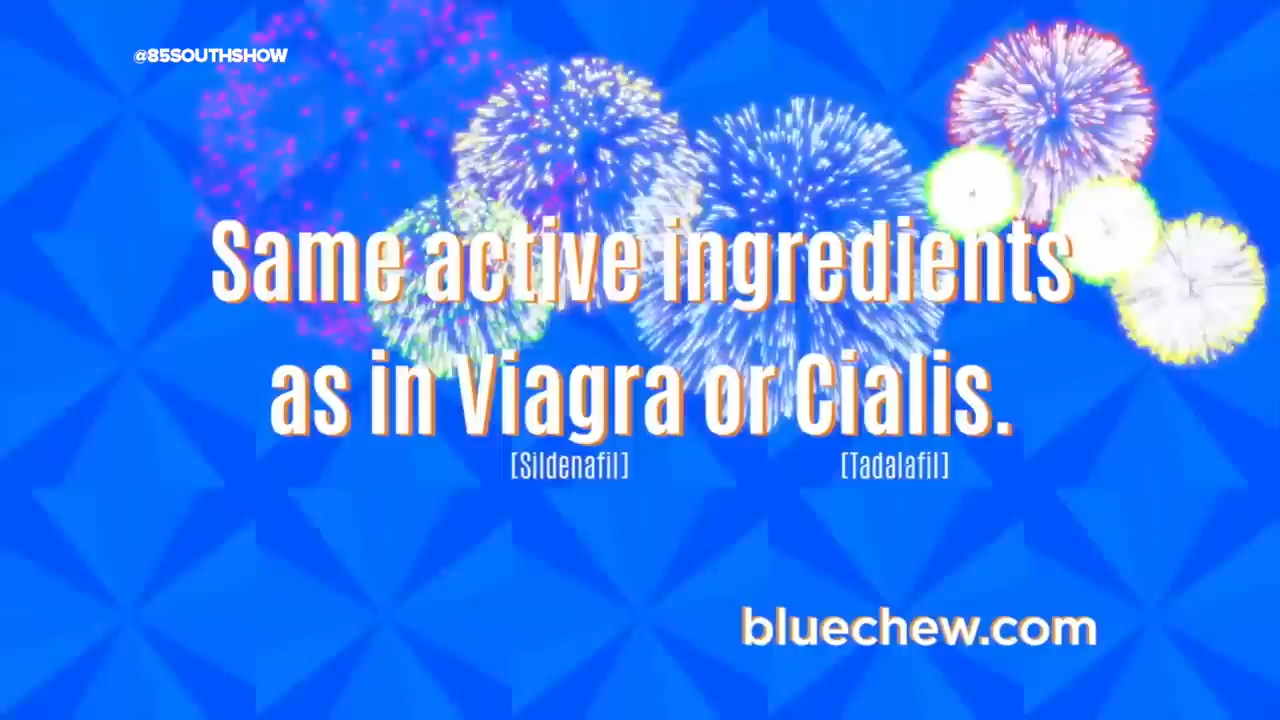 @85SOUTHSHOW
Same active ingredients
as in Viagra or Cialis.
[Sildenafil] [Tadalafil]
bluechew.com